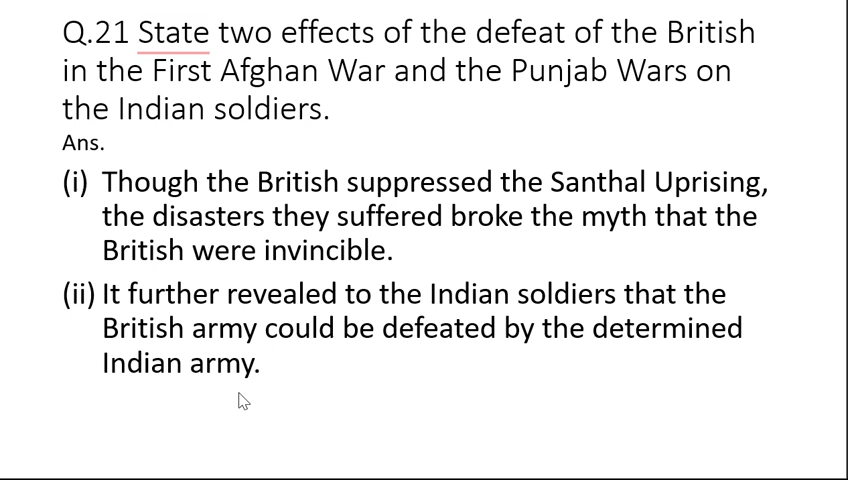 Q.21 State two effects of the defeat of the British
in the First Afghan War and the Punjab Wars on
the Indian soldiers.
Ans.
(i) Though the British suppressed the Santhal Uprising,
the disasters they suffered broke the myth that the
British were invincible.
(ii) It further revealed to the Indian soldiers that the
British army could be defeated by the determined
Indian army.